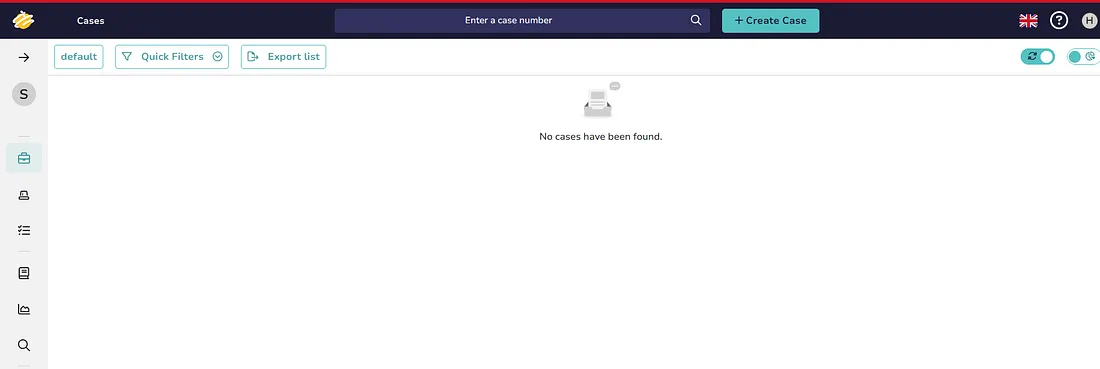 Cases
Enter a case number
+ Create Case
H
default
Quick Filters
Export list
S
No cases have been found.